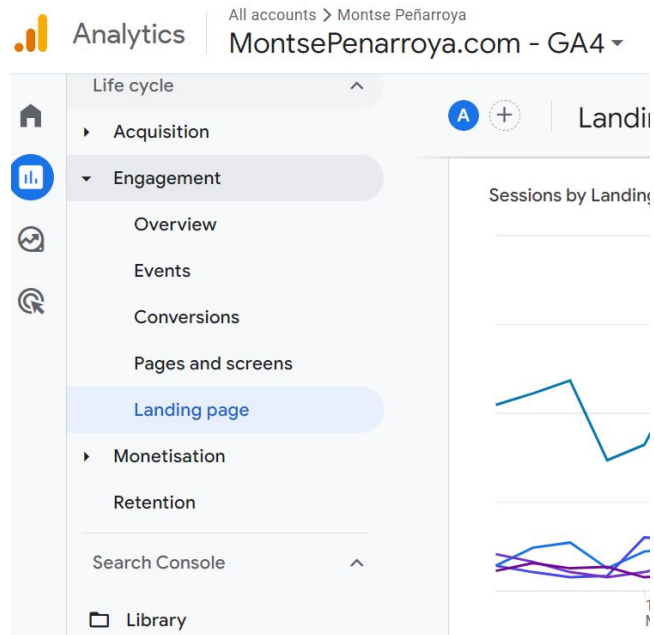 Analytics
All accounts > Montse Peñarroya
MontsePenarroya.com - GA4
Life cycle
Acquisition
Engagement
Overview
Events
Conversions
Pages and screens
Landing page
Monetisation
Retention
Search Console
Library
A
Sessions by Landing